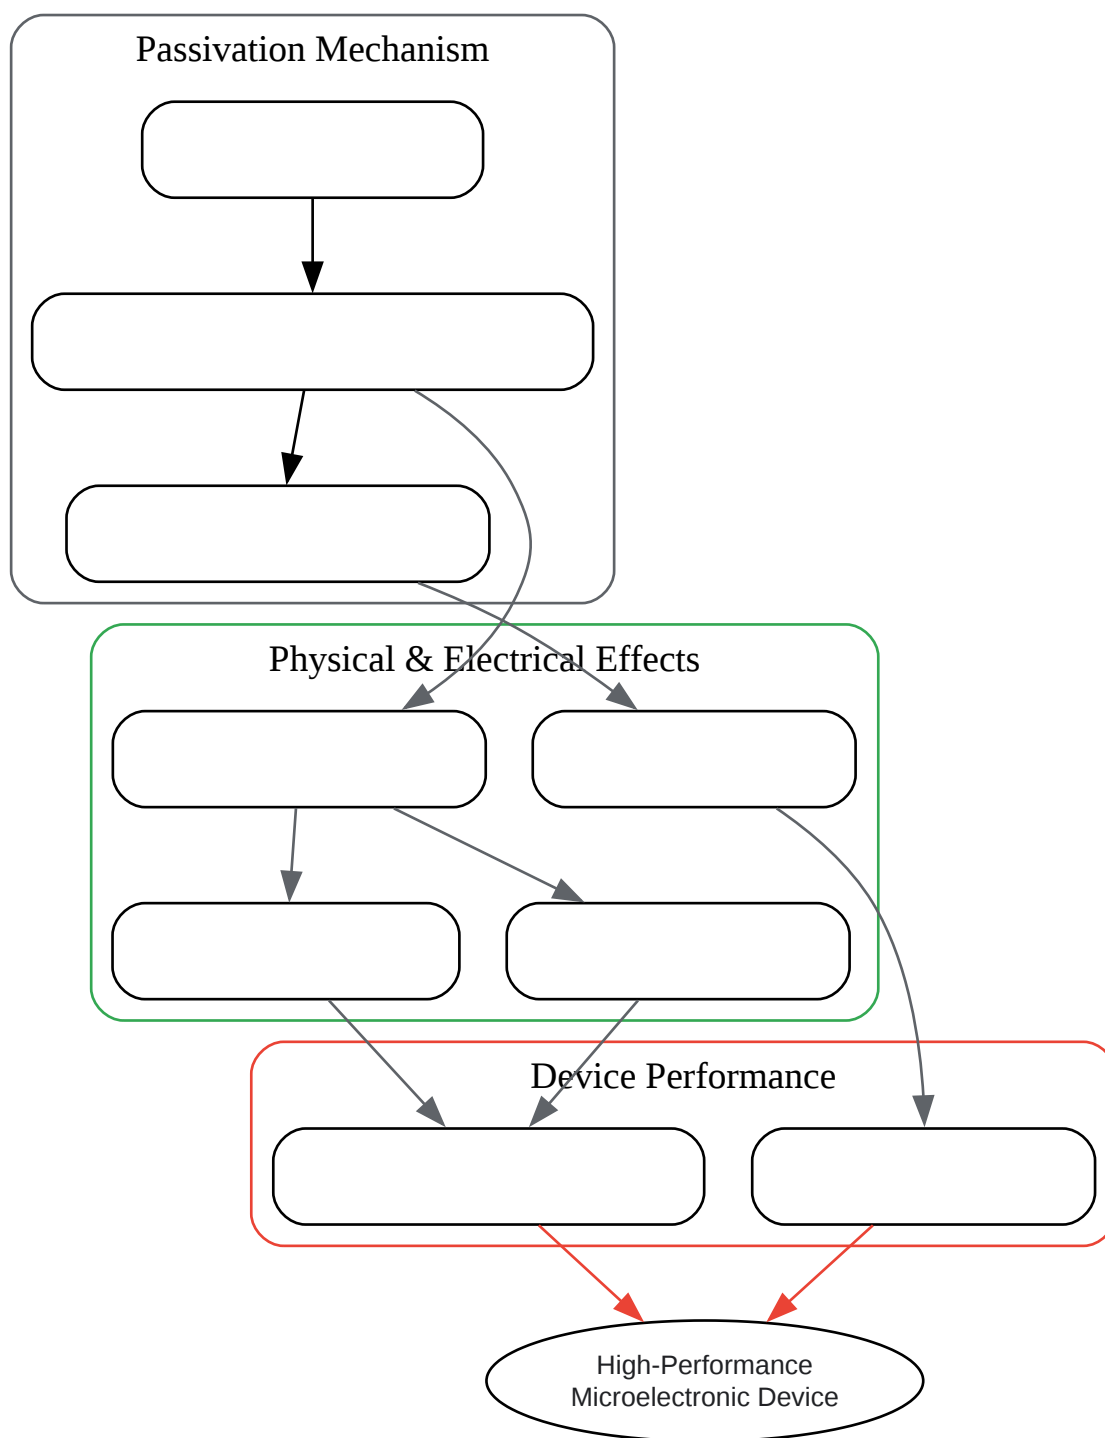 Passivation Mechanism
Physical & Electrical Effects
Device Performance
High-Performance
Microelectronic Device